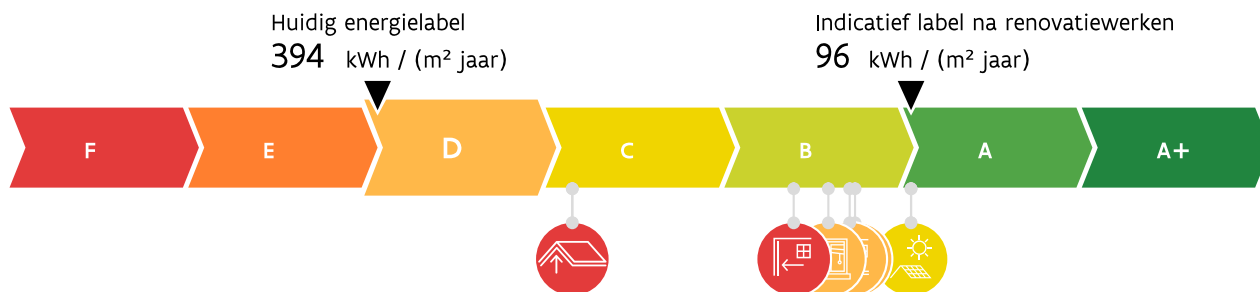 Huidig energielabel
394 kWh / (m² jaar)
Indicatief label na renovatiewerken
96 kWh / (m² jaar)
F E D C B A A+